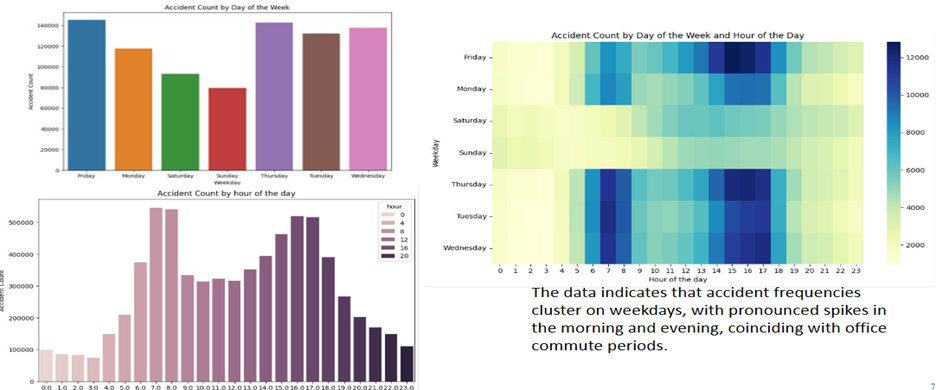 Accident Count by Day of the Week
Accident Count
140000
120000
100000
80000
60000
40000
20000
0
Friday Monday Saturday Sunday Thursday Tuesday Wednesday
Weekday
Accident Count by hour of the day
Accident Count
500000
400000
300000
200000
100000
0
hour
0
4
8
12
16
20
0.0 1.0 2.0 3.0 4.0 5.0 6.0 7.0 8.0 9.0 10.0 11.0 12.0 13.0 14.0 15.0 16.0 17.0 18.0 19.0 20.0 21.0 22.0 23.0
Accident Count by Day of the Week and Hour of the Day
Weekday
Friday
Monday
Saturday
Sunday
Thursday
Tuesday
Wednesday
0 1 2 3 4 5 6 7 8 9 10 11 12 13 14 15 16 17 18 19 20 21 22 23
Hour of the day
12000
10000
8000
6000
4000
2000
The data indicates that accident frequencies
cluster on weekdays, with pronounced spikes in
the morning and evening, coinciding with office
commute periods.
7